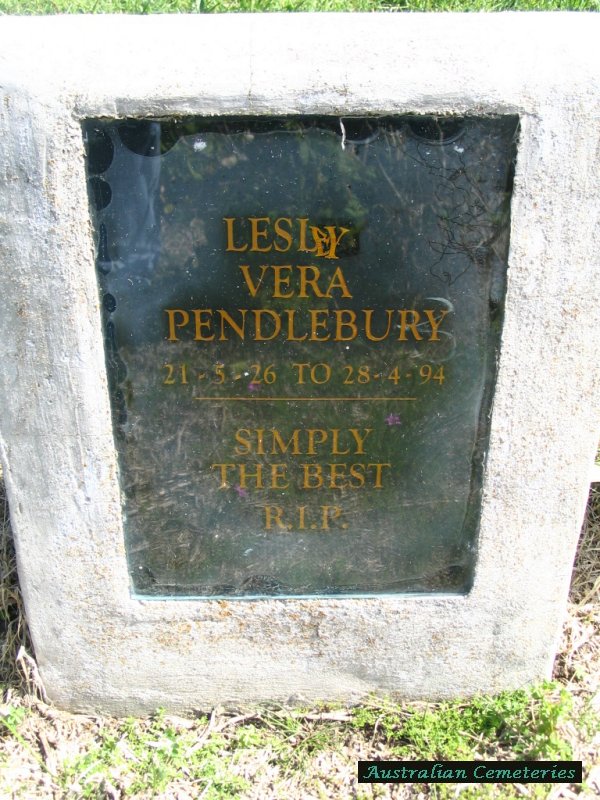 LESLEY
VERA
PENDLEBURY
21-5-26 TO 28-4-94
SIMPLY
THE BEST
R.I.P.
Australian Cemeteries